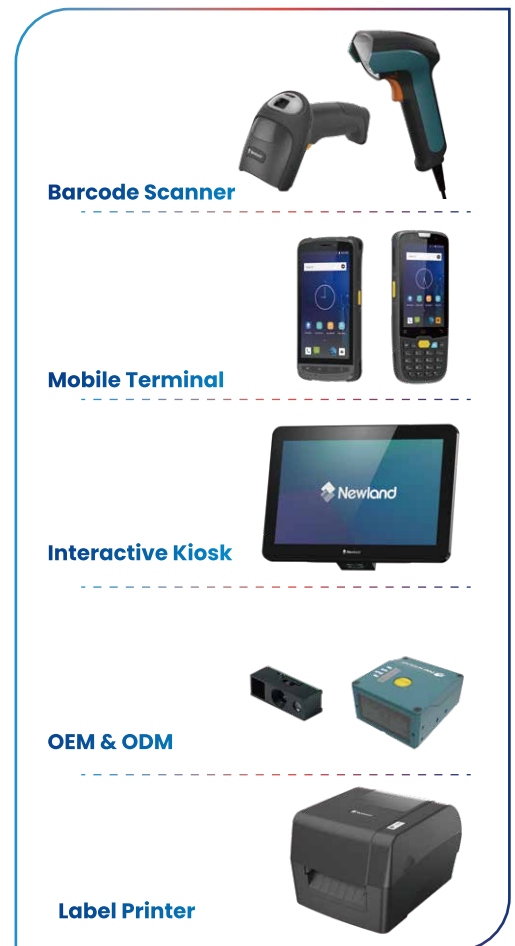 Barcode Scanner
Mobile Terminal
Newland
Interactive Kiosk
OEM & ODM
Label Printer